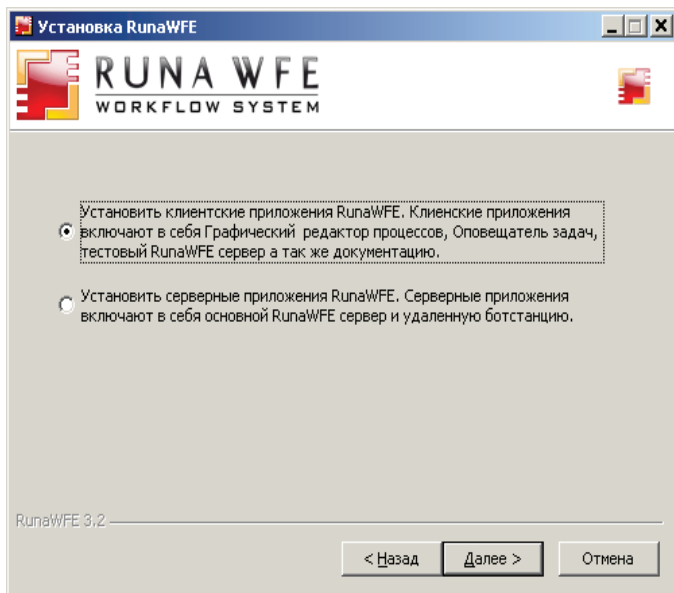 Установка RunaWFE
RUNA WFE
WORKFLOW SYSTEM
Установить клиентские приложения RunaWFE. Клиенские приложения
включают в себя Графический редактор процессов, Оповещатель задач,
тестовый RunaWFE сервер а так же документацию.
Установить серверные приложения RunaWFE. Серверные приложения
включают в себя основной RunaWFE сервер и удаленную ботстанцию.
RunaWFE 3.2
< Назад
Далее >
Отмена